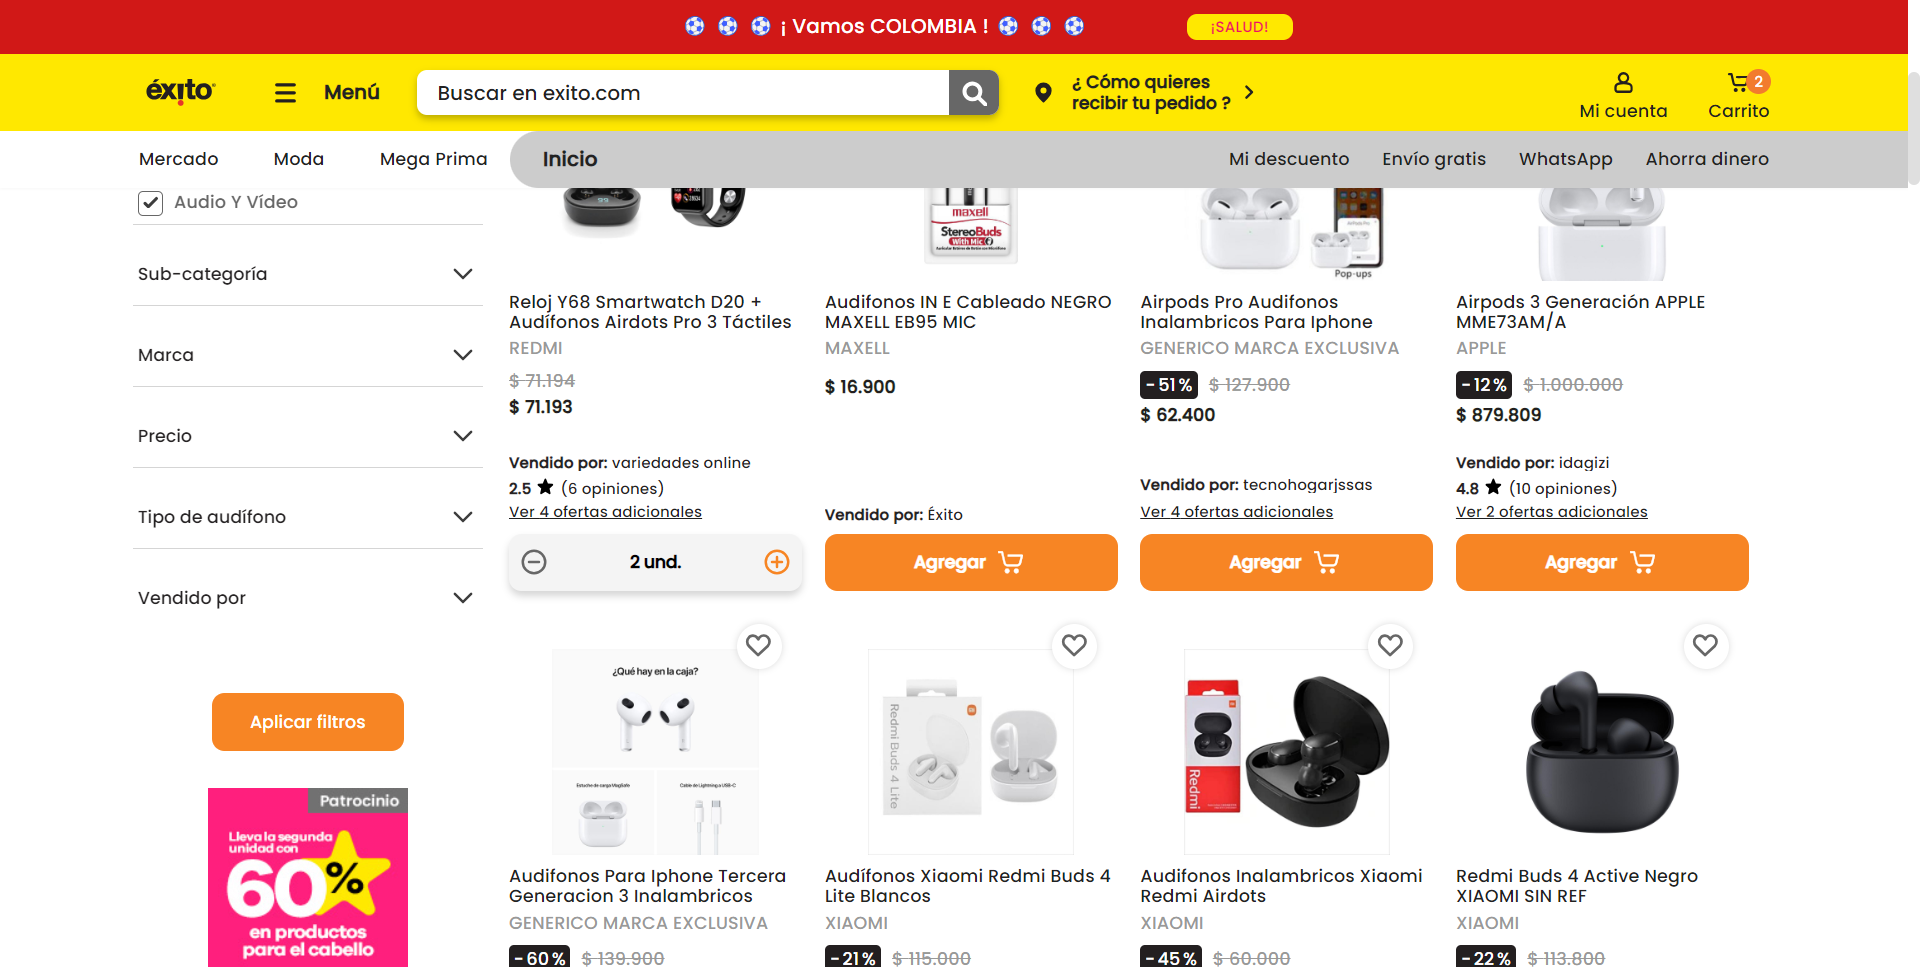 ¡ Vamos COLOMBIA !
¡SALUD!
éxito
Menú
Buscar en exito.com
¿ Cómo quieres
recibir tu pedido ?
Mi cuenta
2
Carrito
Mercado
Moda
Mega Prima
Inicio
Mi descuento
Envío gratis
WhatsApp
Ahorra dinero
Audio Y Vídeo
Sub-categoría
Marca
Precio
Tipo de audífono
Vendido por
Aplicar filtros
Patrocinio
Lleva la segunda
unidad con
60%
en productos
para el cabello
maxell
StereoBuds
With Mic
Pop-ups
Reloj Y68 Smartwatch D20 +
Audífonos Airdots Pro 3 Táctiles
REDMI
$ 71.194
$ 71.193
Vendido por: variedades online
2.5 ★ (6 opiniones)
Ver 4 ofertas adicionales
2 und.
Audifonos IN E Cableado NEGRO
MAXELL EB95 MIC
MAXELL
$ 16.900
Vendido por: Éxito
Agregar
Airpods Pro Audifonos
Inalambricos Para Iphone
GENERICO MARCA EXCLUSIVA
-51% $ 127.900
$ 62.400
Vendido por: tecnohogarjssas
Ver 4 ofertas adicionales
Agregar
Airpods 3 Generación APPLE
MME73AM/A
APPLE
-12% $ 1.000.000
$ 879.809
Vendido por: idagizi
4.8 ★ (10 opiniones)
Ver 2 ofertas adicionales
Agregar
¿Qué hay en la caja?
Estuche de carga MagSafe
Cable de Lightning a USB-C
Audifonos Para Iphone Tercera
Generacion 3 Inalambricos
GENERICO MARCA EXCLUSIVA
-60% $ 139.900
Redmi Buds 4 Lite
Audífonos Xiaomi Redmi Buds 4
Lite Blancos
XIAOMI
-21% $ 115.000
Redmi
Audifonos Inalambricos Xiaomi
Redmi Airdots
XIAOMI
-45% $ 60.000
Redmi Buds 4 Active Negro
XIAOMI SIN REF
XIAOMI
-22% $ 113.800